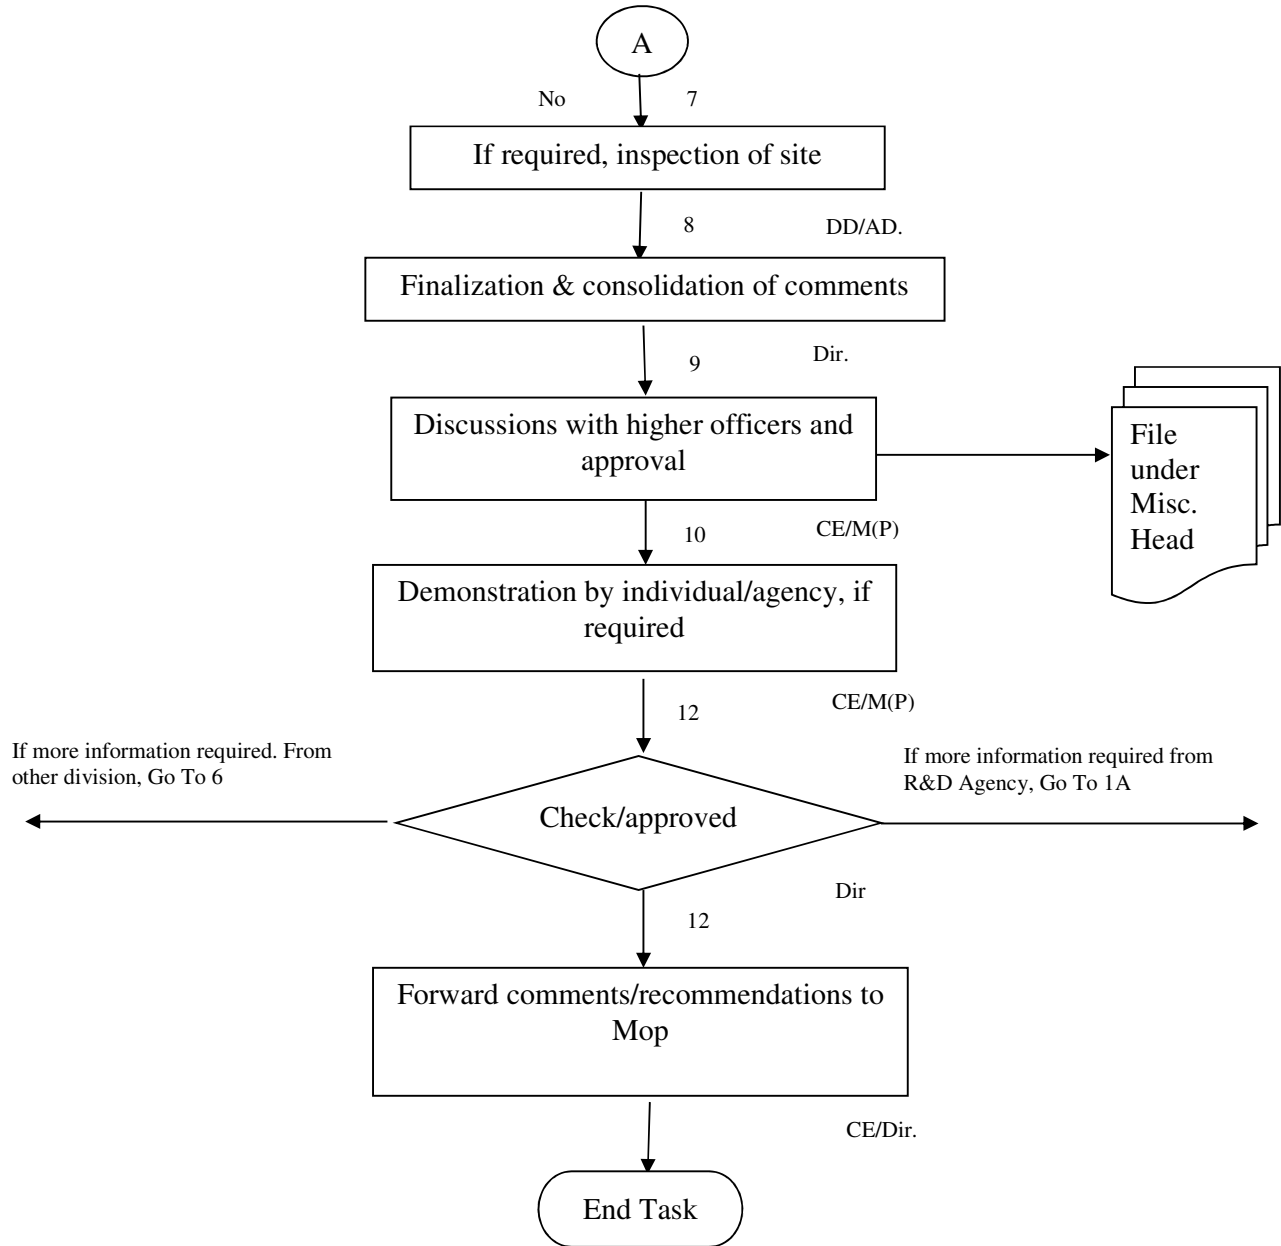 A
No
7
If required, inspection of site
8
DD/AD.
Finalization & consolidation of comments
Dir.
9
Discussions with higher officers and
approval
File
under
Misc.
Head
10
CE/M(P)
Demonstration by individual/agency, if
required
12
CE/M(P)
If more information required. From
other division, Go To 6
If more information required from
R&D Agency, Go To 1A
Check/approved
Dir
12
Forward comments/recommendations to
Mop
CE/Dir.
End Task